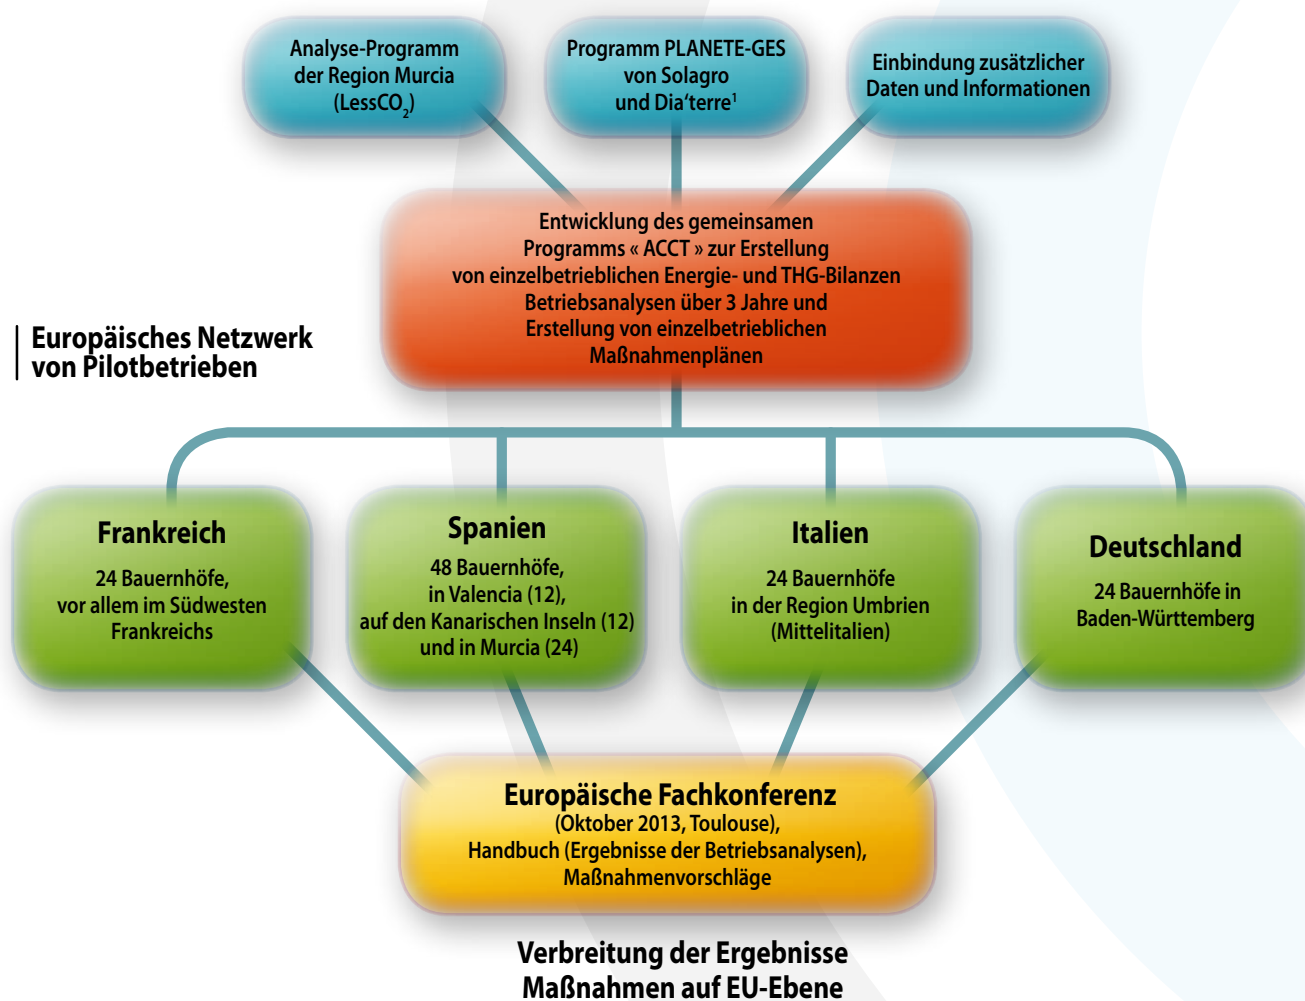 Analyse-Programm
der Region Murcia
(LessCO₂)
Programm PLANETE-GES
von Solagro
und Dia‘terre¹
Einbindung zusätzlicher
Daten und Informationen
Entwicklung des gemeinsamen
Programms « ACCT » zur Erstellung
von einzelbetrieblichen Energie- und THG-Bilanzen
Betriebsanalysen über 3 Jahre und
Erstellung von einzelbetrieblichen
Maßnahmenplänen
Europäisches Netzwerk
von Pilotbetrieben
Frankreich
24 Bauernhöfe,
vor allem im Südwesten
Frankreichs
Spanien
48 Bauernhöfe,
in Valencia (12),
auf den Kanarischen Inseln (12)
und in Murcia (24)
Italien
24 Bauernhöfe
in der Region Umbrien
(Mittelitalien)
Deutschland
24 Bauernhöfe in
Baden-Württemberg
Europäische Fachkonferenz
(Oktober 2013, Toulouse),
Handbuch (Ergebnisse der Betriebsanalysen),
Maßnahmenvorschläge
Verbreitung der Ergebnisse
Maßnahmen auf EU-Ebene